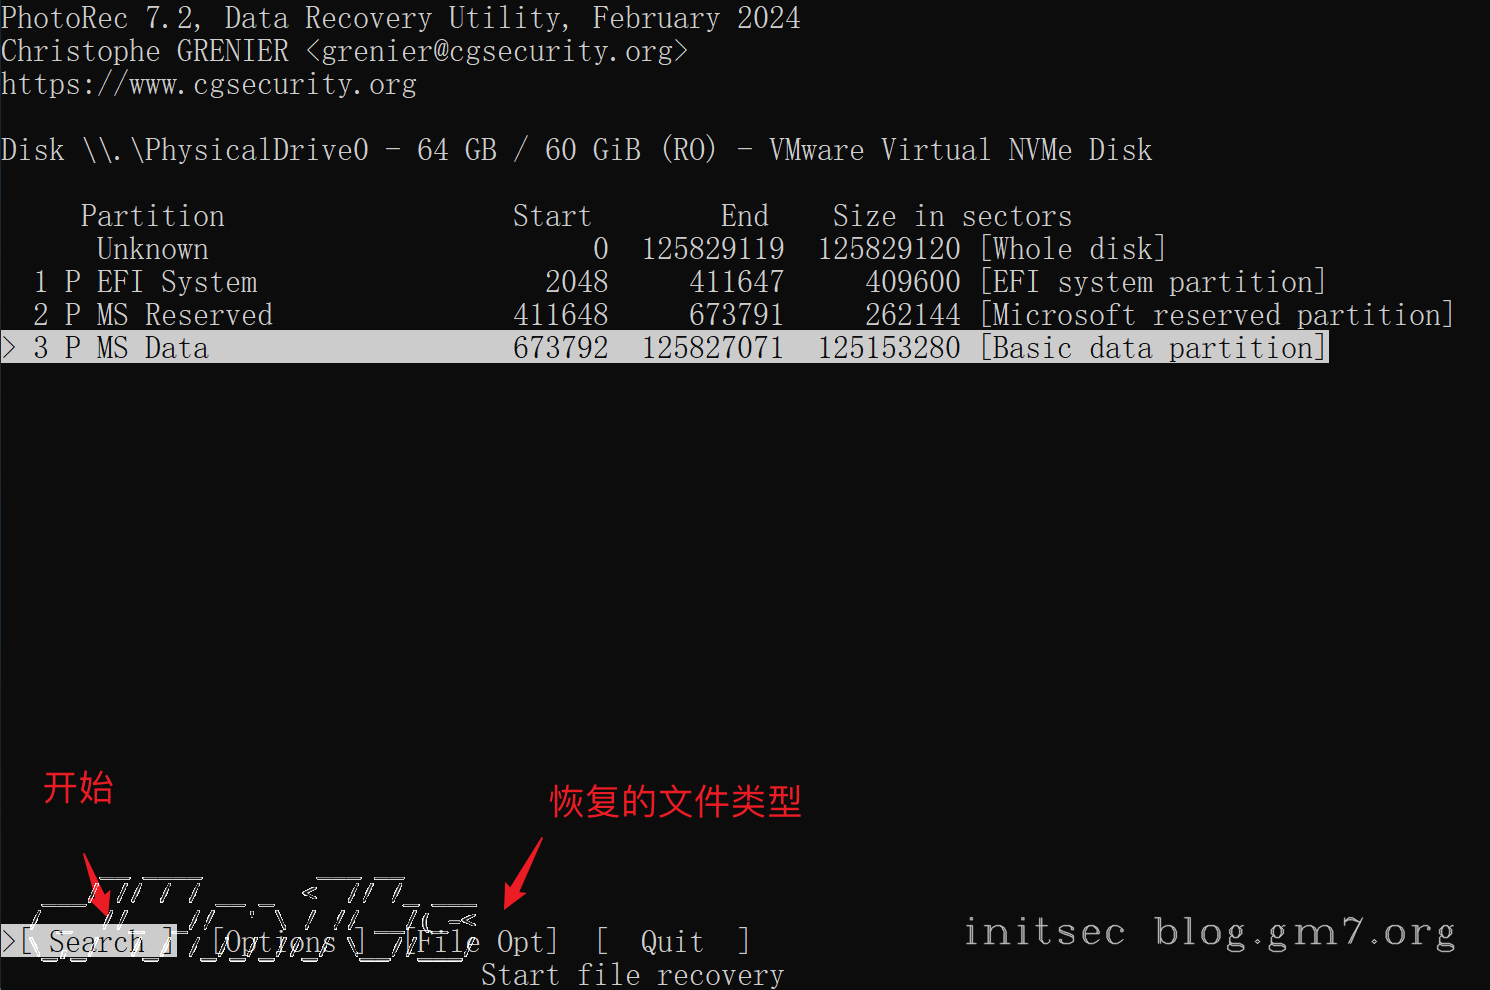 PhotoRec 7.2, Data Recovery Utility, February 2024
Christophe GRENIER <grenier@cgsecurity.org>
https://www.cgsecurity.org
Disk \\.\PhysicalDrive0 - 64 GB / 60 GiB (RO) - VMware Virtual NVMe Disk
Partition Start End Size in sectors
Unknown 0 125829119 125829120 [Whole disk]
1 P EFI System 2048 411647 409600 [EFI system partition]
2 P MS Reserved 411648 673791 262144 [Microsoft reserved partition]
> 3 P MS Data 673792 125827071 125153280 [Basic data partition]
开始
恢复的文件类型
>[ Search ] [Options ] [File Opt] [ Quit ]
Start file recovery
initsec blog.gm7.org